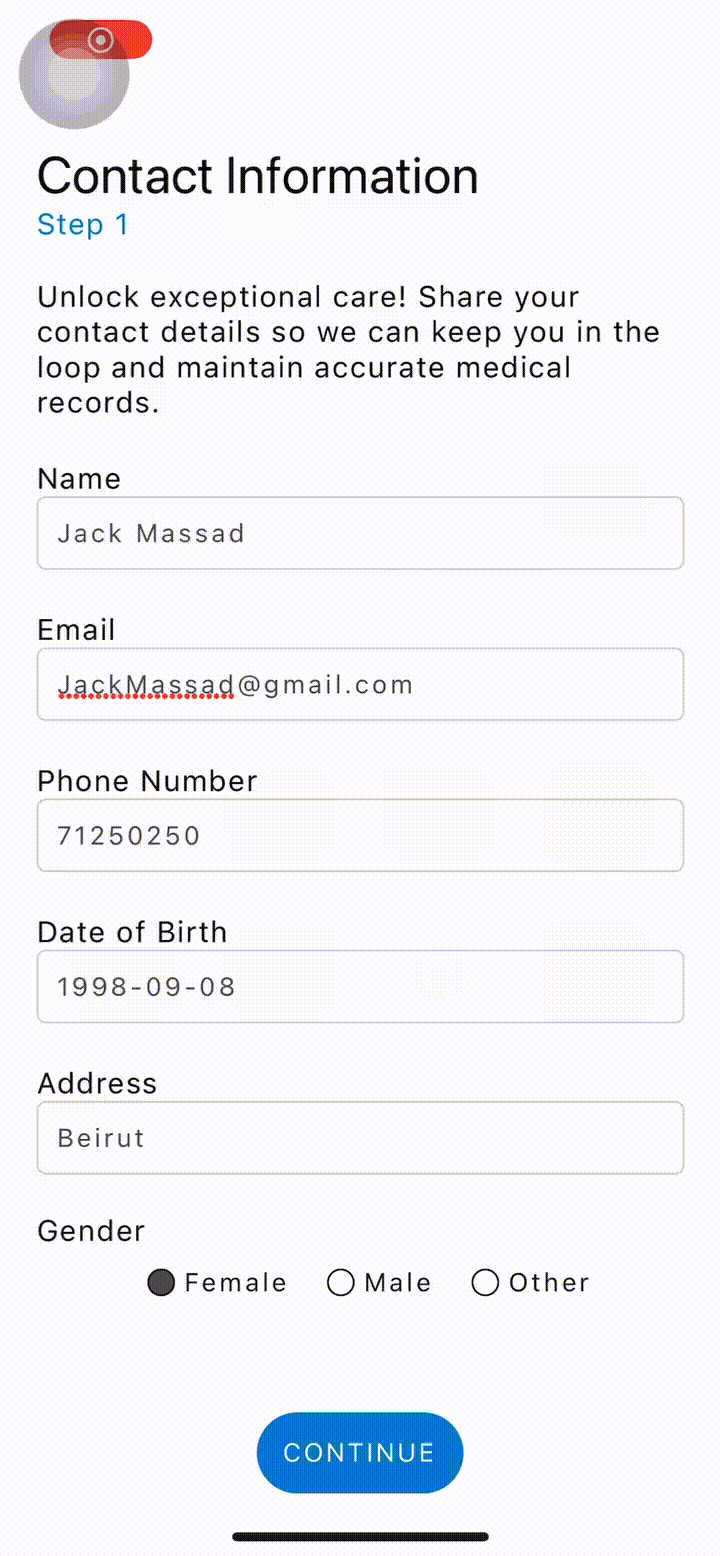 Contact Information
Step 1
Unlock exceptional care! Share your
contact details so we can keep you in the
loop and maintain accurate medical
records.
Name
Jack Massad
Email
JackMassad@gmail.com
Phone Number
71250250
Date of Birth
1998-09-08
Address
Beirut
Gender
Female Male Other
CONTINUE